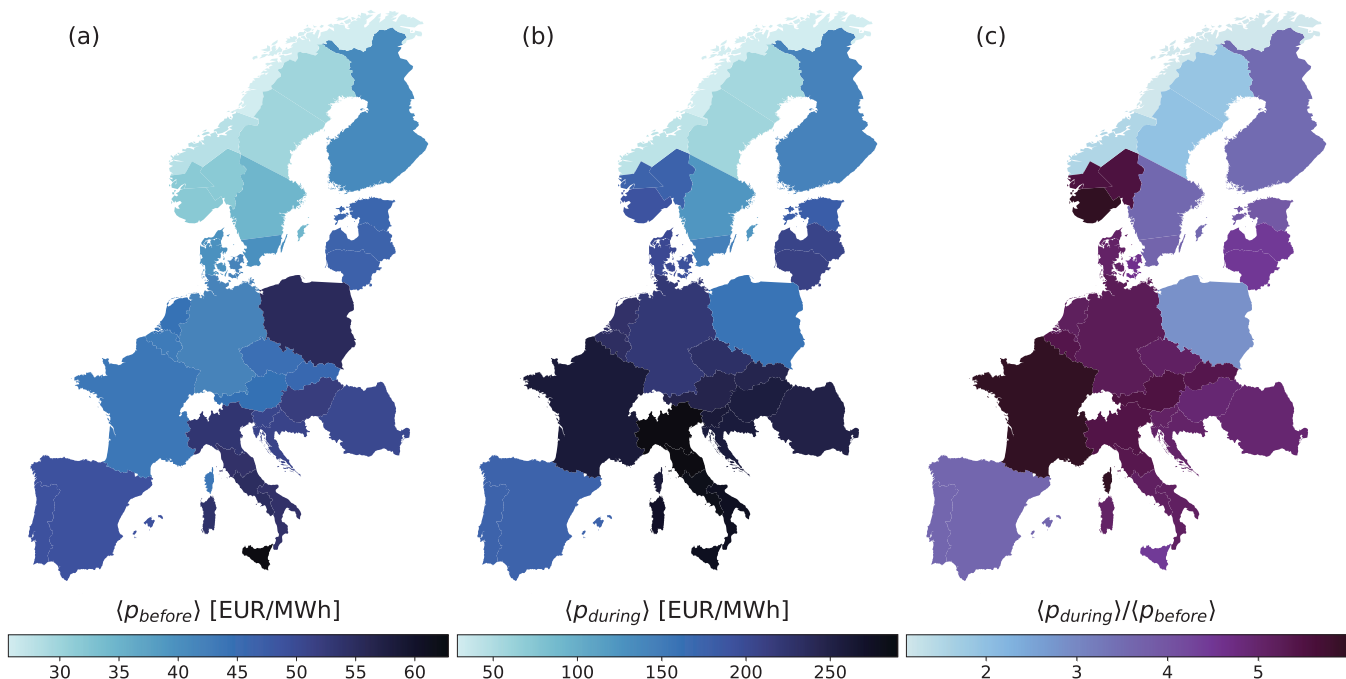 (a) (b) (c)
⟨p_before⟩ [EUR/MWh] ⟨p_during⟩ [EUR/MWh] ⟨p_during⟩/⟨p_before⟩
30 35 40 45 50 55 60 50 100 150 200 250 2 3 4 5